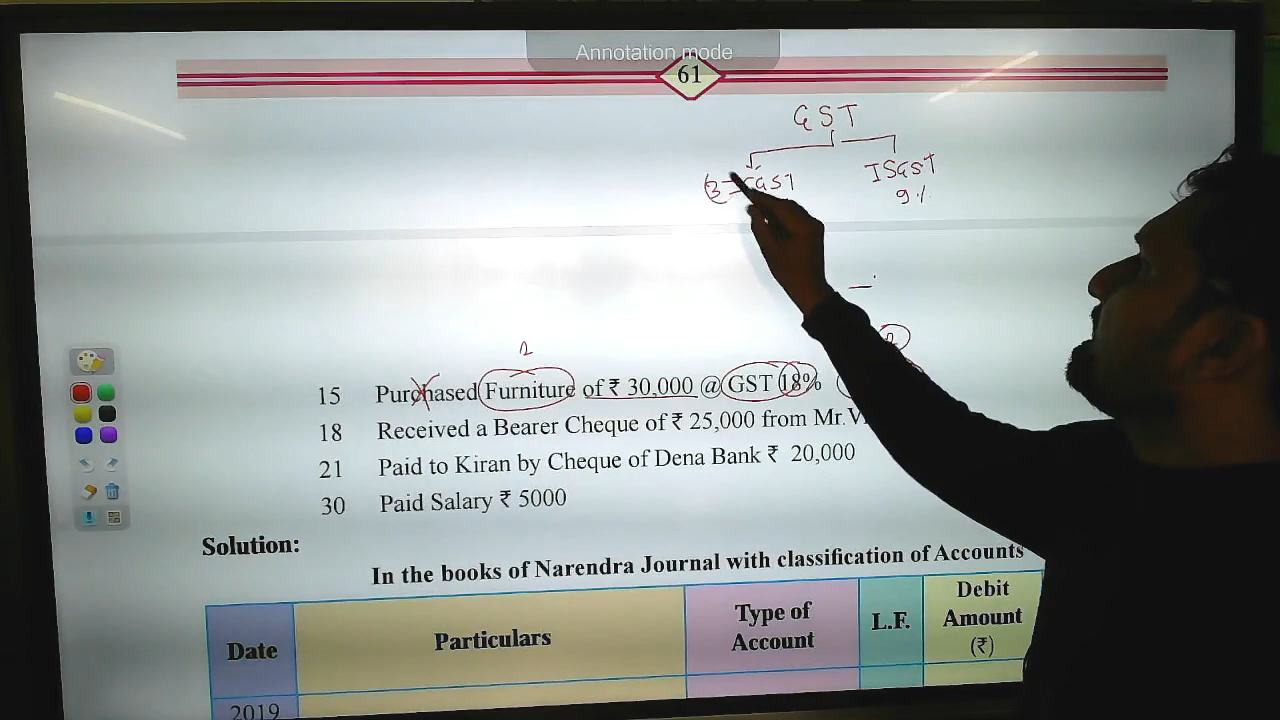 Annotation mode
61
GST
CGST ISGST
9%
2
15 Purchased Furniture of ₹ 30,000 @ GST 18%
18 Received a Bearer Cheque of ₹ 25,000 from Mr.
21 Paid to Kiran by Cheque of Dena Bank ₹ 20,000
30 Paid Salary ₹ 5000
Solution:
In the books of Narendra Journal with classification of Accounts
Date Particulars Type of Account L.F. Debit Amount (₹)
2019